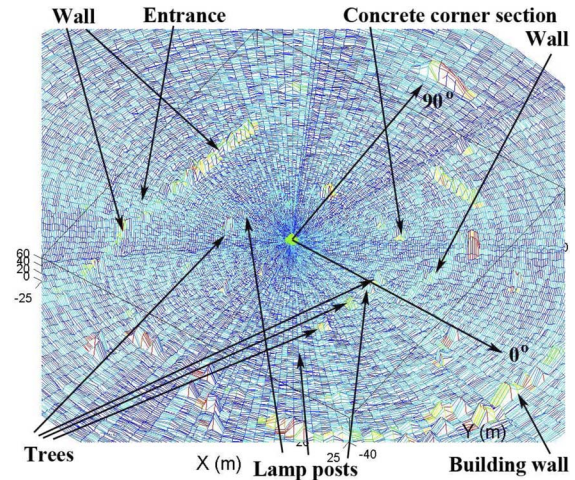 Wall
Entrance
Concrete corner section
Wall
90°
60
40
20
0
-25
0°
Trees
X (m)
Lamp posts
25
-40
Y (m)
Building wall